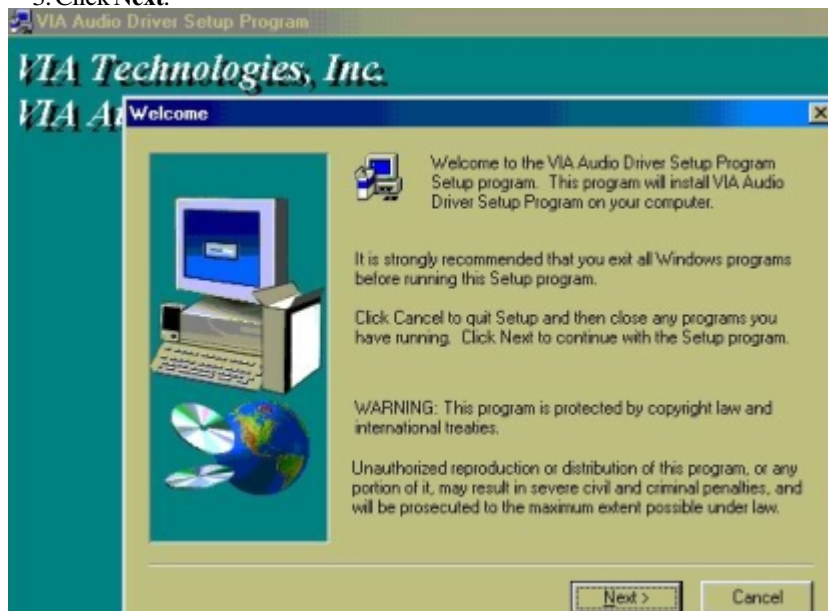 3. Click Next.
VIA Audio Driver Setup Program
VIA Technologies, Inc.
VIA A
Welcome
Welcome to the VIA Audio Driver Setup Program
Setup program. This program will install VIA Audio
Driver Setup Program on your computer.
It is strongly recommended that you exit all Windows programs
before running this Setup program.
Click Cancel to quit Setup and then close any programs you
have running. Click Next to continue with the Setup program.
WARNING: This program is protected by copyright law and
international treaties.
Unauthorized reproduction or distribution of this program, or any
portion of it, may result in severe civil and criminal penalties, and
will be prosecuted to the maximum extent possible under law.
Next > Cancel